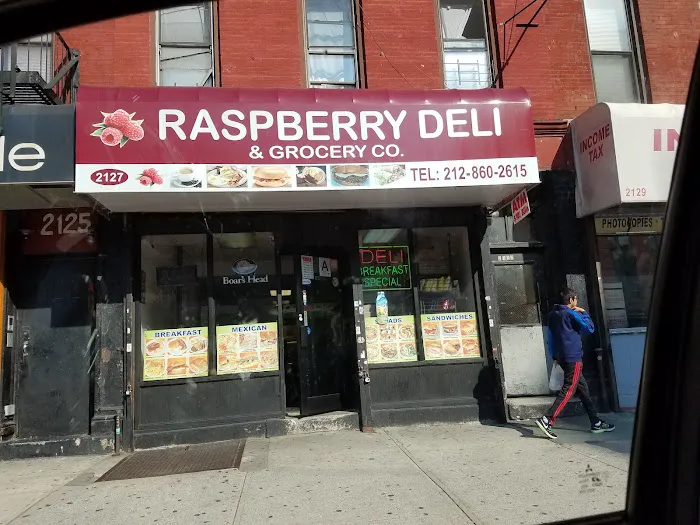 RASPBERRY DELI
& GROCERY CO.
2127
TEL: 212-860-2615
INCOME
TAX
IN
2129
PHOTOCOPIES
2125
Boar's Head
A
DELI
BREAKFAST
SPECIAL
BREAKFAST
MEXICAN
SANDWICHES